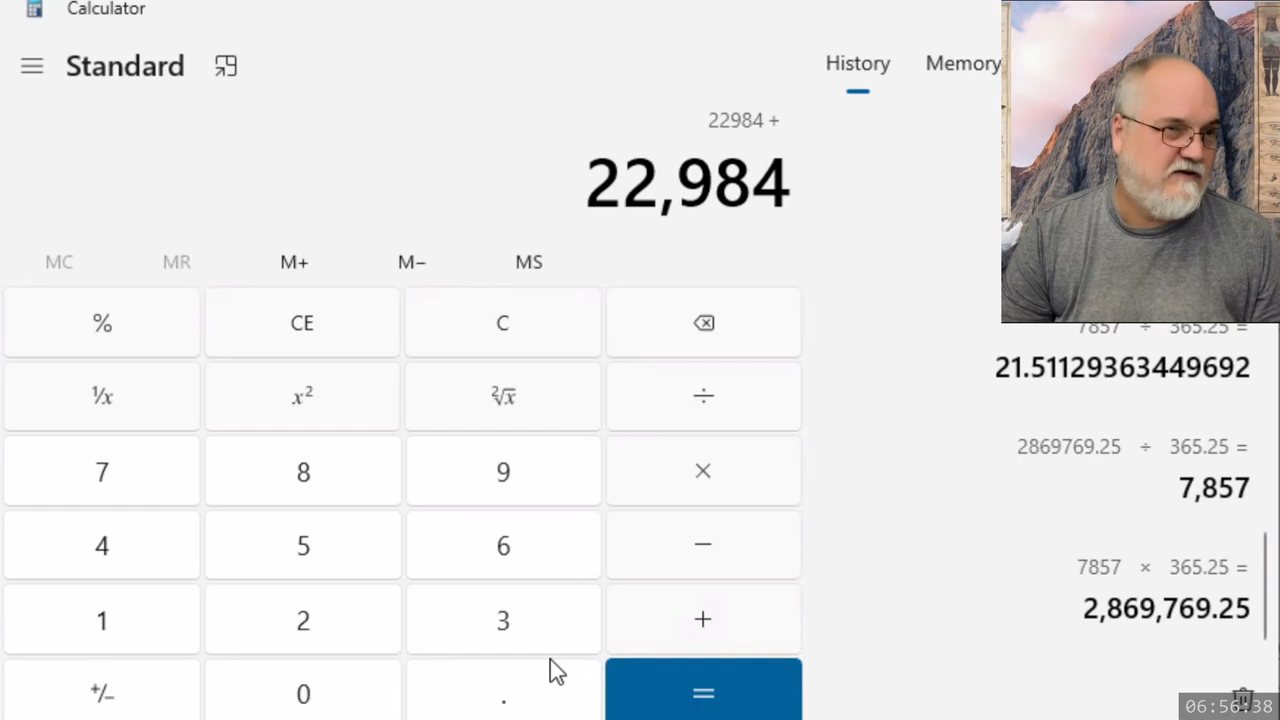 Calculator
Standard
History
Memory
22984 +
22,984
MC
MR
M+
M−
MS
%
CE
C
⌫
¹/x
x²
²√x
÷
7
8
9
×
4
5
6
−
1
2
3
+
+/−
0
.
=
7857 ÷ 365.25 =
21.51129363449692
2869769.25 ÷ 365.25 =
7,857
7857 × 365.25 =
2,869,769.25
06:56:38